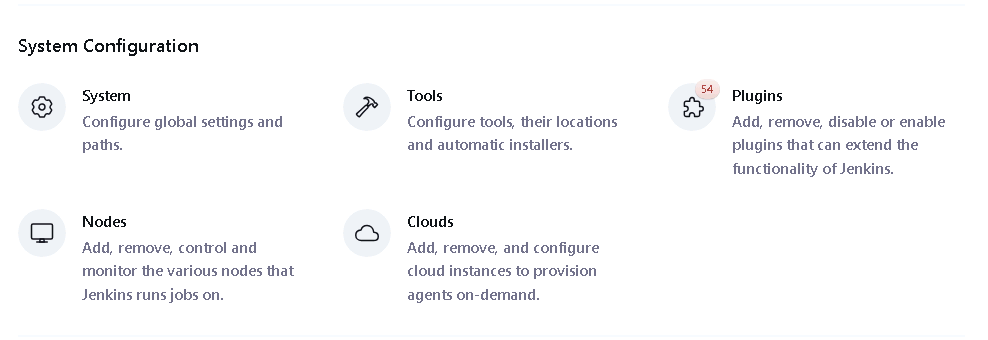 System Configuration
System
Configure global settings and
paths.
Tools
Configure tools, their locations
and automatic installers.
54
Plugins
Add, remove, disable or enable
plugins that can extend the
functionality of Jenkins.
Nodes
Add, remove, control and
monitor the various nodes that
Jenkins runs jobs on.
Clouds
Add, remove, and configure
cloud instances to provision
agents on-demand.